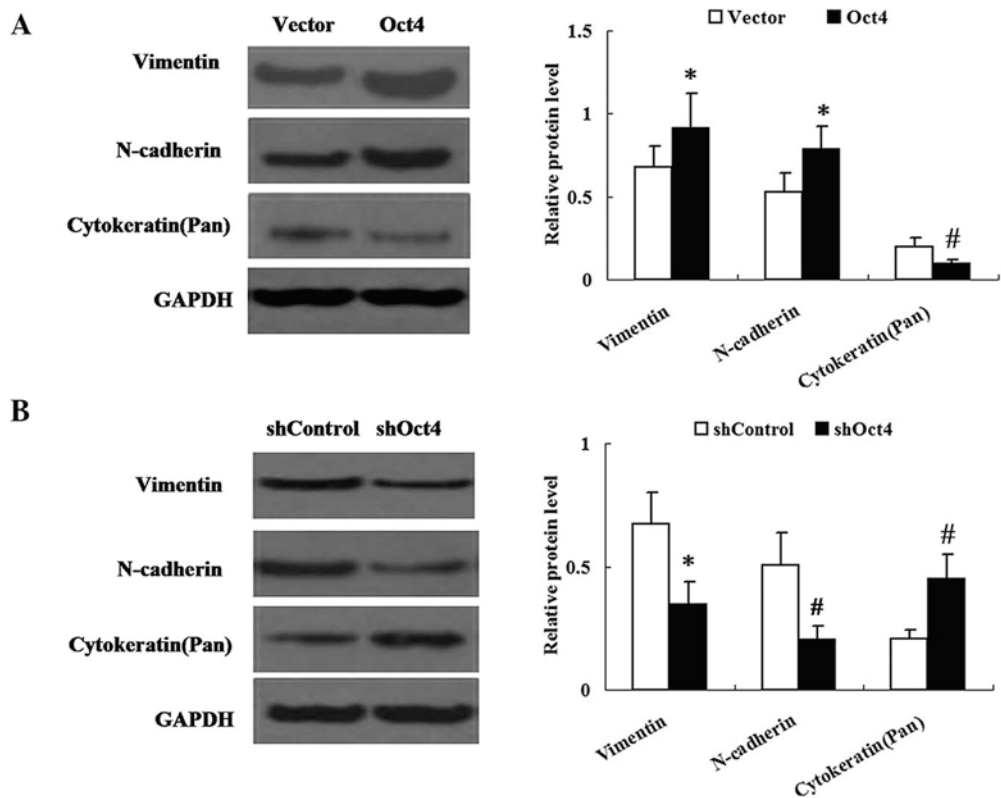 A
Vector Oct4
Vimentin
N-cadherin
Cytokeratin(Pan)
GAPDH
Vector Oct4
Relative protein level
1.5
1
0.5
0
* * #
Vimentin
N-cadherin
Cytokeratin(Pan)
B
shControl shOct4
Vimentin
N-cadherin
Cytokeratin(Pan)
GAPDH
shControl shOct4
Relative protein level
1
0.5
0
* # #
Vimentin
N-cadherin
Cytokeratin(Pan)